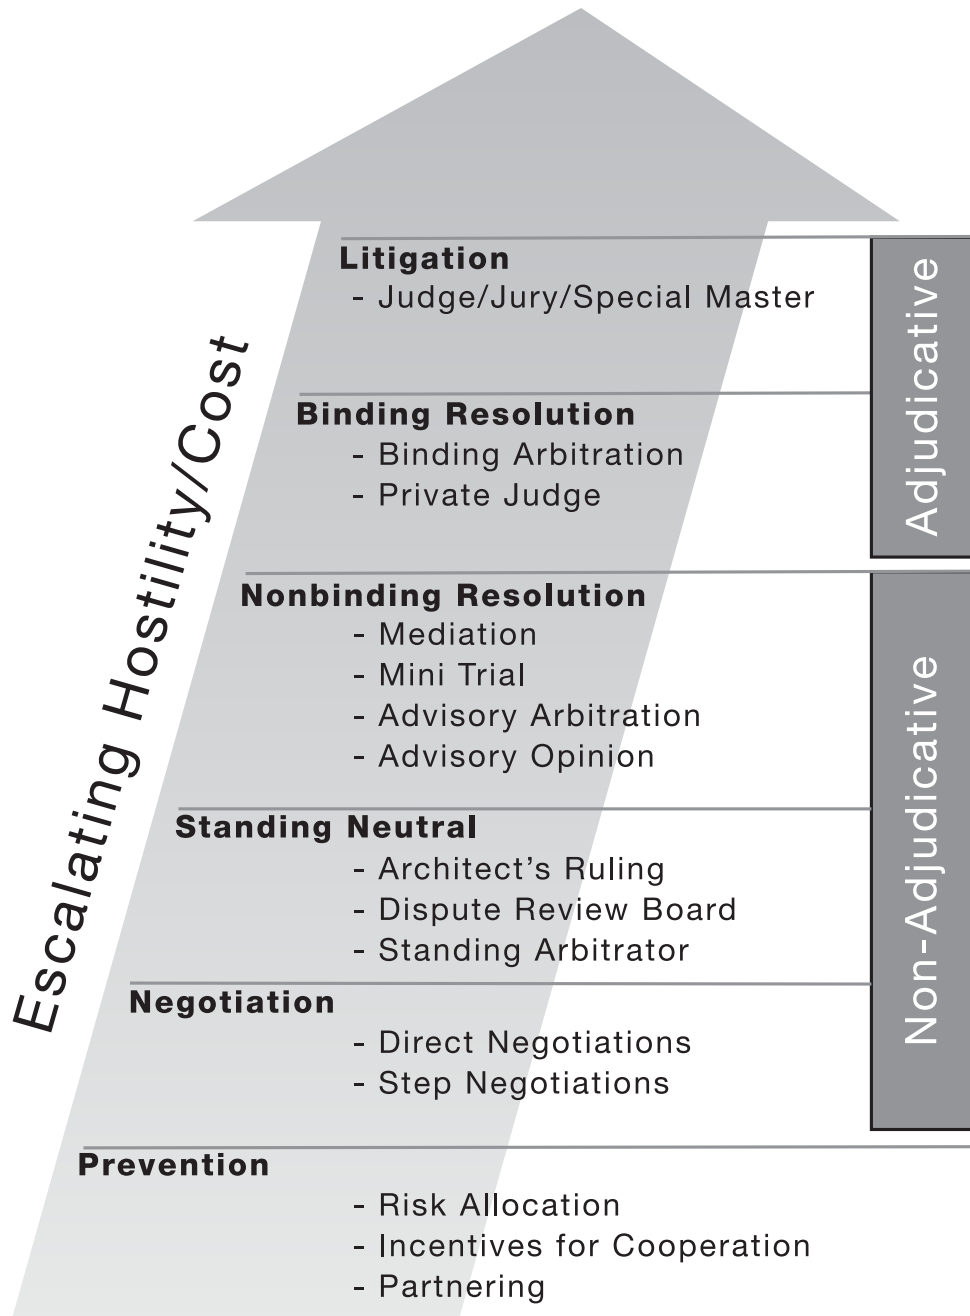 Escalating Hostility/Cost
Litigation
- Judge/Jury/Special Master
Binding Resolution
- Binding Arbitration
- Private Judge
Adjudicative
Nonbinding Resolution
- Mediation
- Mini Trial
- Advisory Arbitration
- Advisory Opinion
Standing Neutral
- Architect's Ruling
- Dispute Review Board
- Standing Arbitrator
Negotiation
- Direct Negotiations
- Step Negotiations
Non-Adjudicative
Prevention
- Risk Allocation
- Incentives for Cooperation
- Partnering